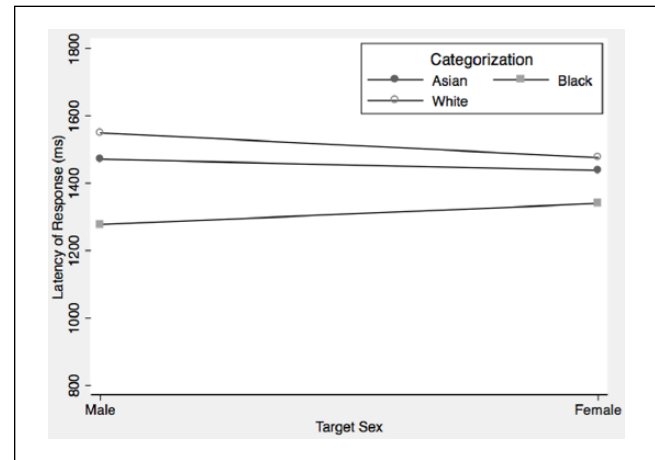 1800
1600
1400
1200
1000
800
Latency of Response (ms)
Categorization
Asian Black
White
Male Female
Target Sex